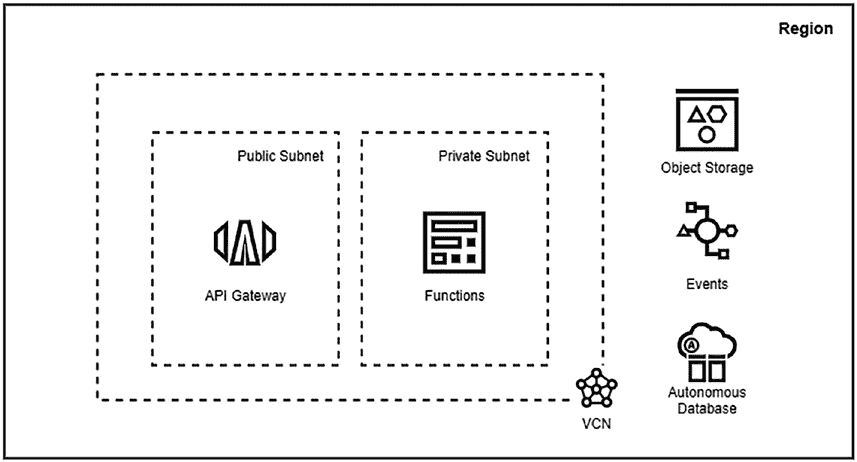 Region
Public Subnet
Private Subnet
API Gateway
Functions
VCN
Object Storage
Events
A
Autonomous
Database